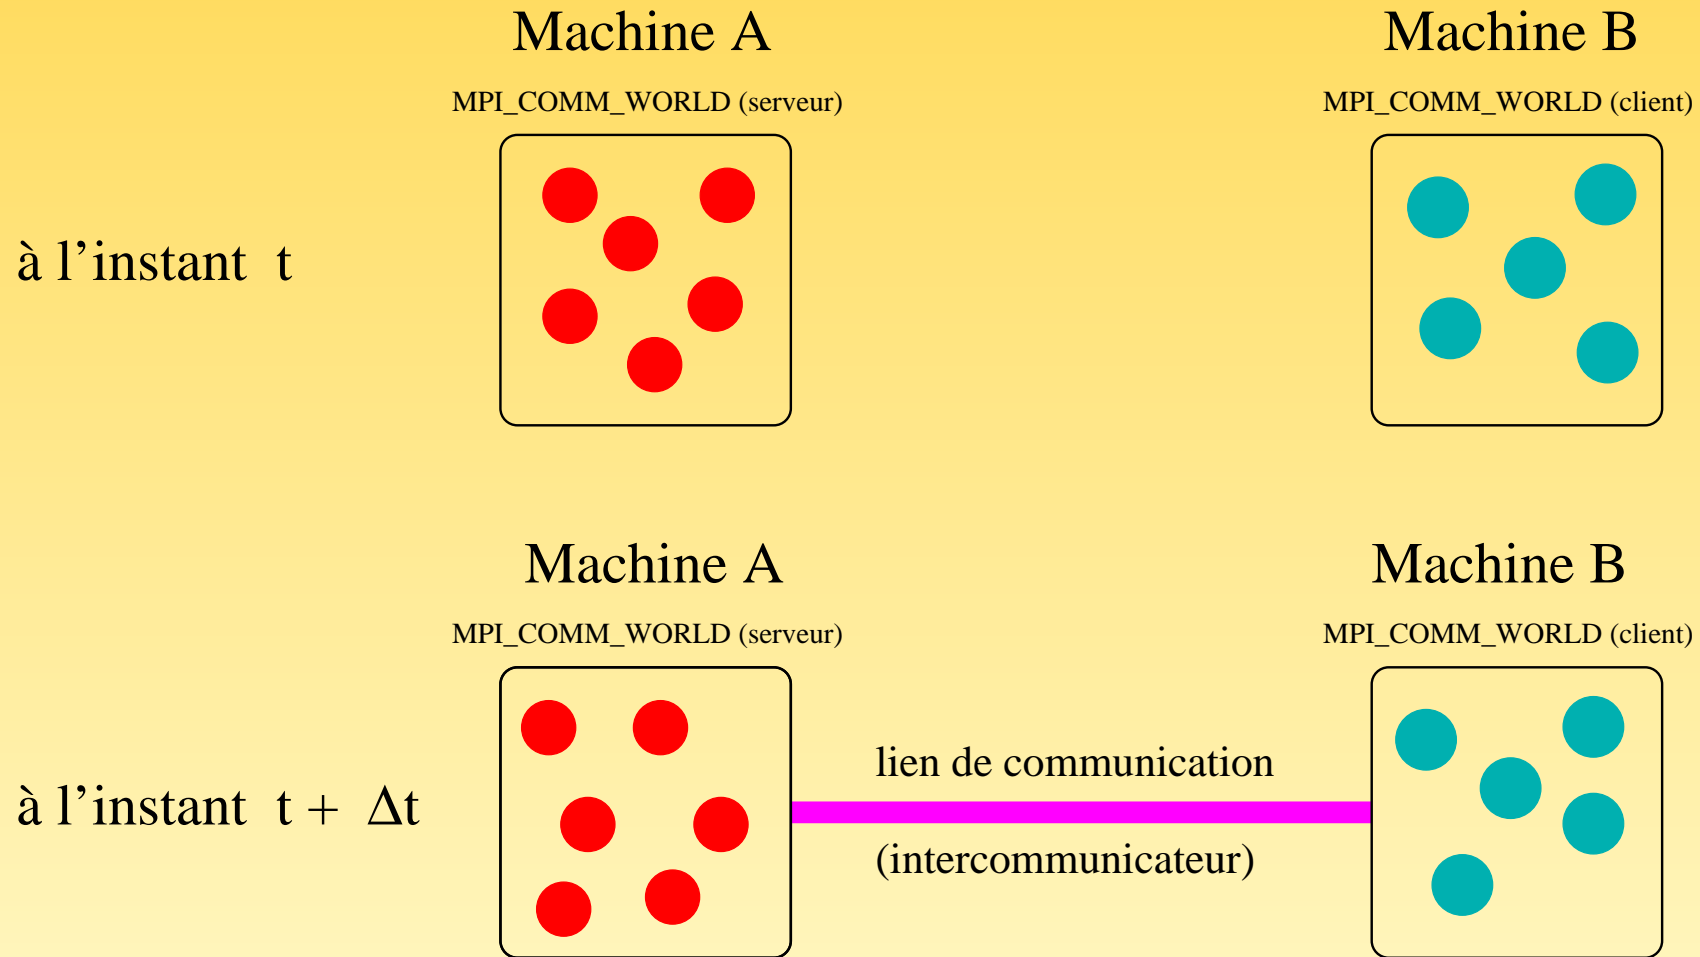 Machine A
Machine B
MPI_COMM_WORLD (serveur)
MPI_COMM_WORLD (client)
à l’instant t
Machine A
Machine B
MPI_COMM_WORLD (serveur)
MPI_COMM_WORLD (client)
lien de communication
à l’instant t + Δt
(intercommunicateur)